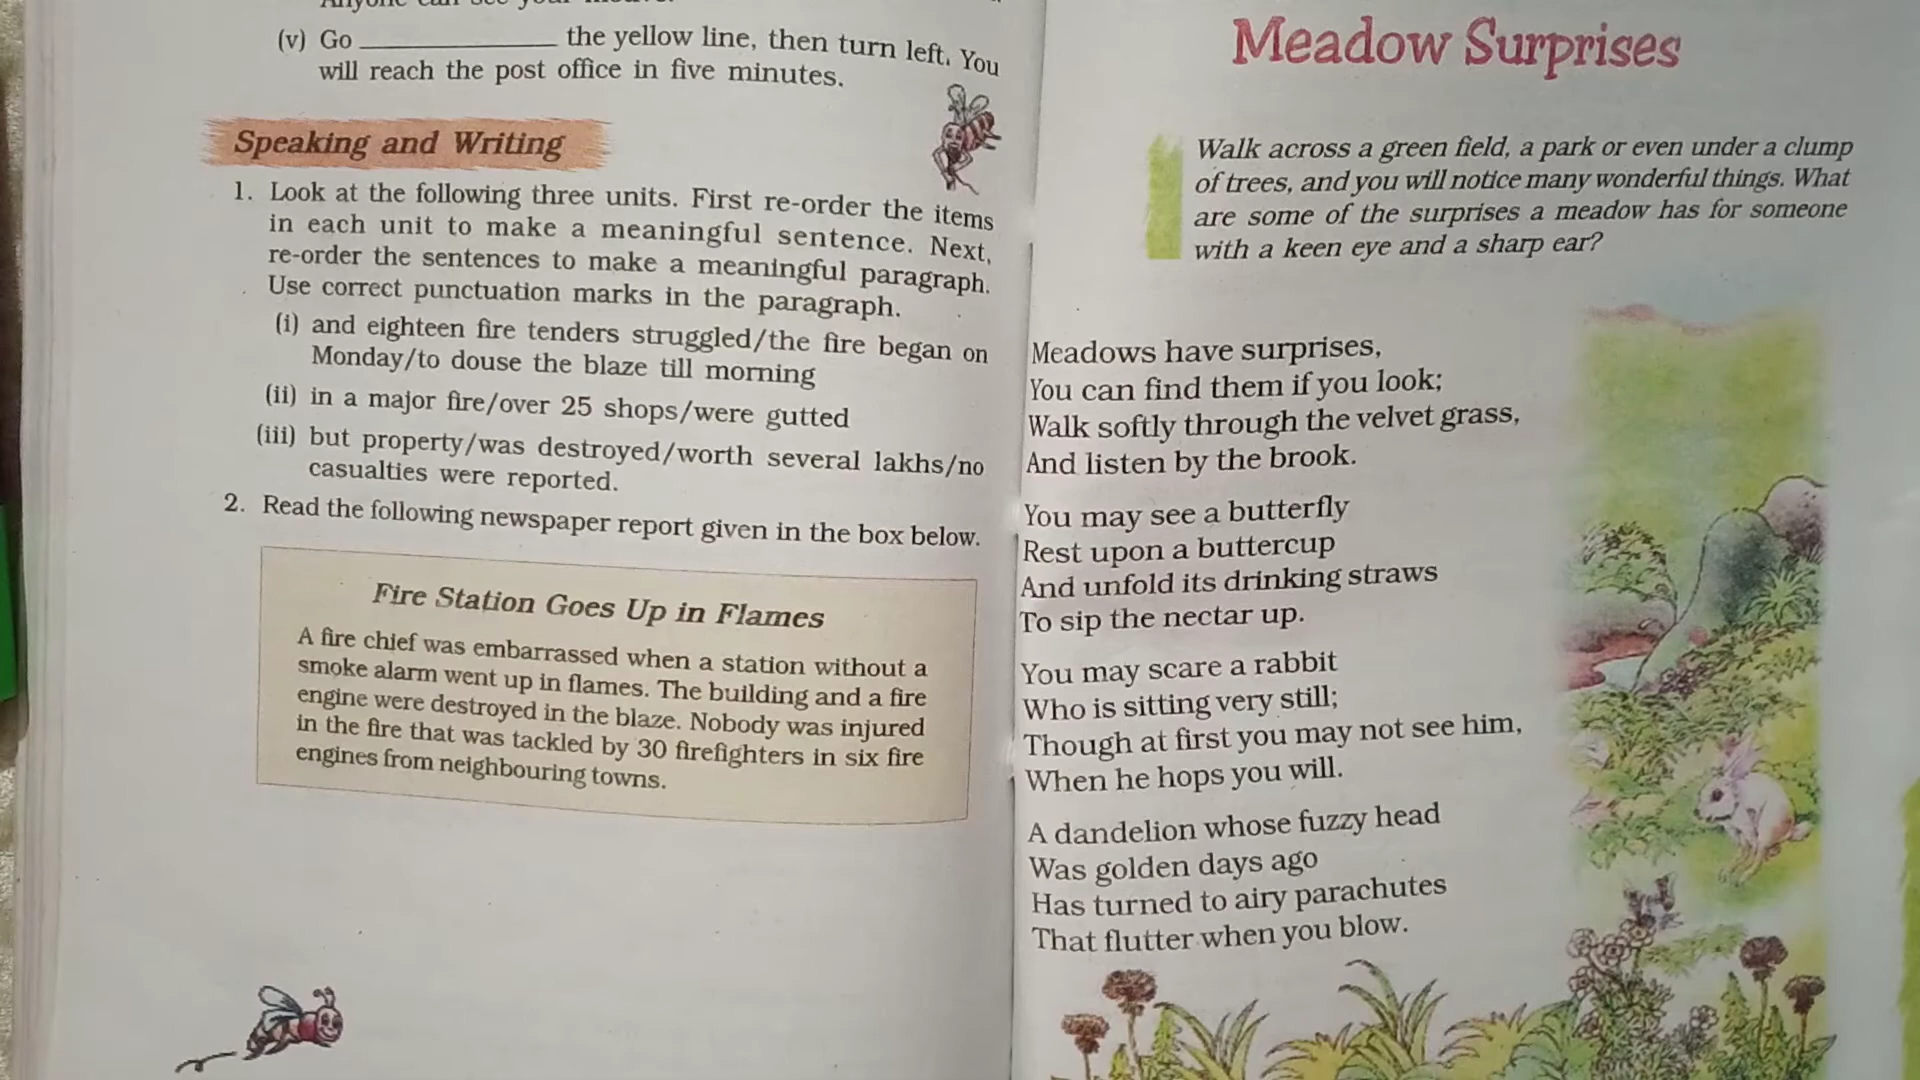 (v) Go ____________ the yellow line, then turn left. You
will reach the post office in five minutes.
Speaking and Writing
1. Look at the following three units. First re-order the items
in each unit to make a meaningful sentence. Next,
re-order the sentences to make a meaningful paragraph.
Use correct punctuation marks in the paragraph.
(i) and eighteen fire tenders struggled/the fire began on
Monday/to douse the blaze till morning
(ii) in a major fire/over 25 shops/were gutted
(iii) but property/was destroyed/worth several lakhs/no
casualties were reported.
2. Read the following newspaper report given in the box below.
Fire Station Goes Up in Flames
A fire chief was embarrassed when a station without a
smoke alarm went up in flames. The building and a fire
engine were destroyed in the blaze. Nobody was injured
in the fire that was tackled by 30 firefighters in six fire
engines from neighbouring towns.
Meadow Surprises
Walk across a green field, a park or even under a clump
of trees, and you will notice many wonderful things. What
are some of the surprises a meadow has for someone
with a keen eye and a sharp ear?
Meadows have surprises,
You can find them if you look;
Walk softly through the velvet grass,
And listen by the brook.
You may see a butterfly
Rest upon a buttercup
And unfold its drinking straws
To sip the nectar up.
You may scare a rabbit
Who is sitting very still;
Though at first you may not see him,
When he hops you will.
A dandelion whose fuzzy head
Was golden days ago
Has turned to airy parachutes
That flutter when you blow.